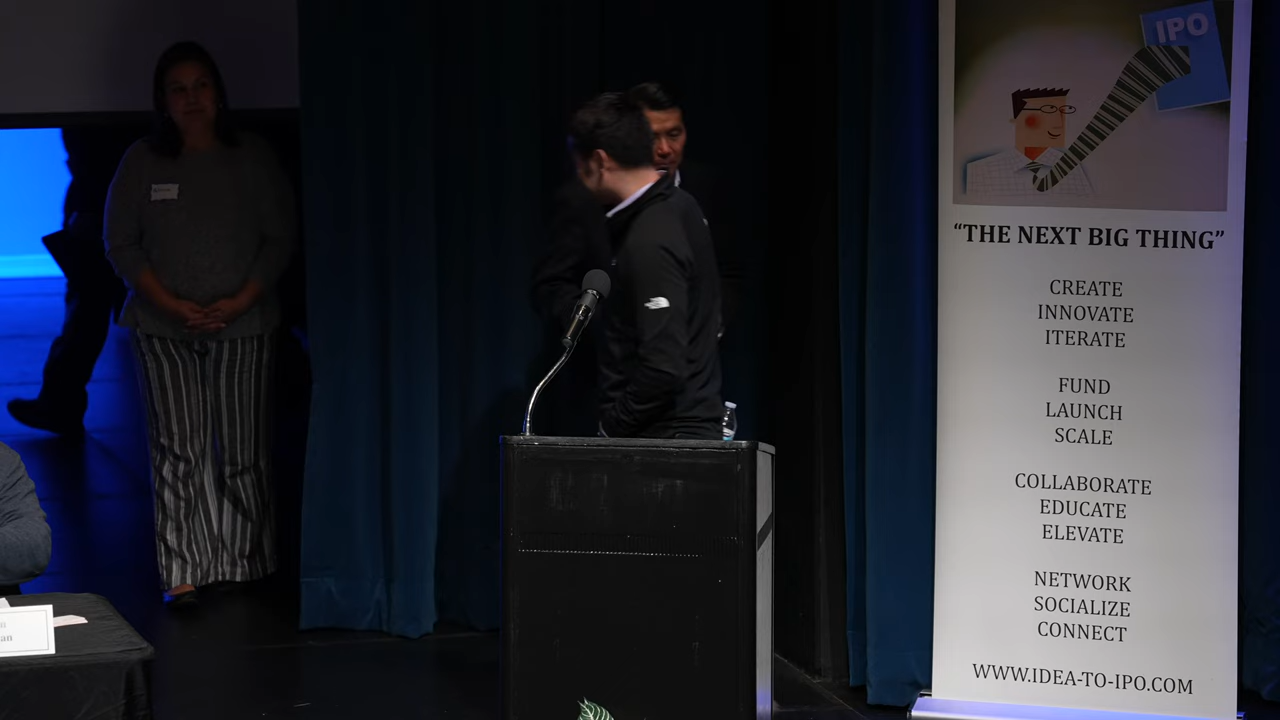 IPO
“THE NEXT BIG THING”
CREATE
INNOVATE
ITERATE
FUND
LAUNCH
SCALE
COLLABORATE
EDUCATE
ELEVATE
NETWORK
SOCIALIZE
CONNECT
WWW.IDEA-TO-IPO.COM